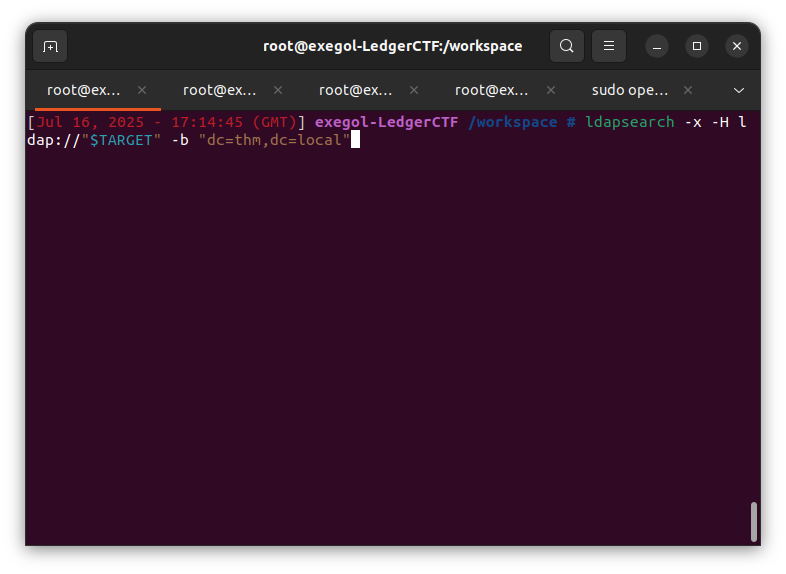 root@exegol-LedgerCTF:/workspace
root@ex... root@ex... root@ex... root@ex... sudo ope...
[Jul 16, 2025 - 17:14:45 (GMT)] exegol-LedgerCTF /workspace # ldapsearch -x -H l
dap://"$TARGET" -b "dc=thm,dc=local"